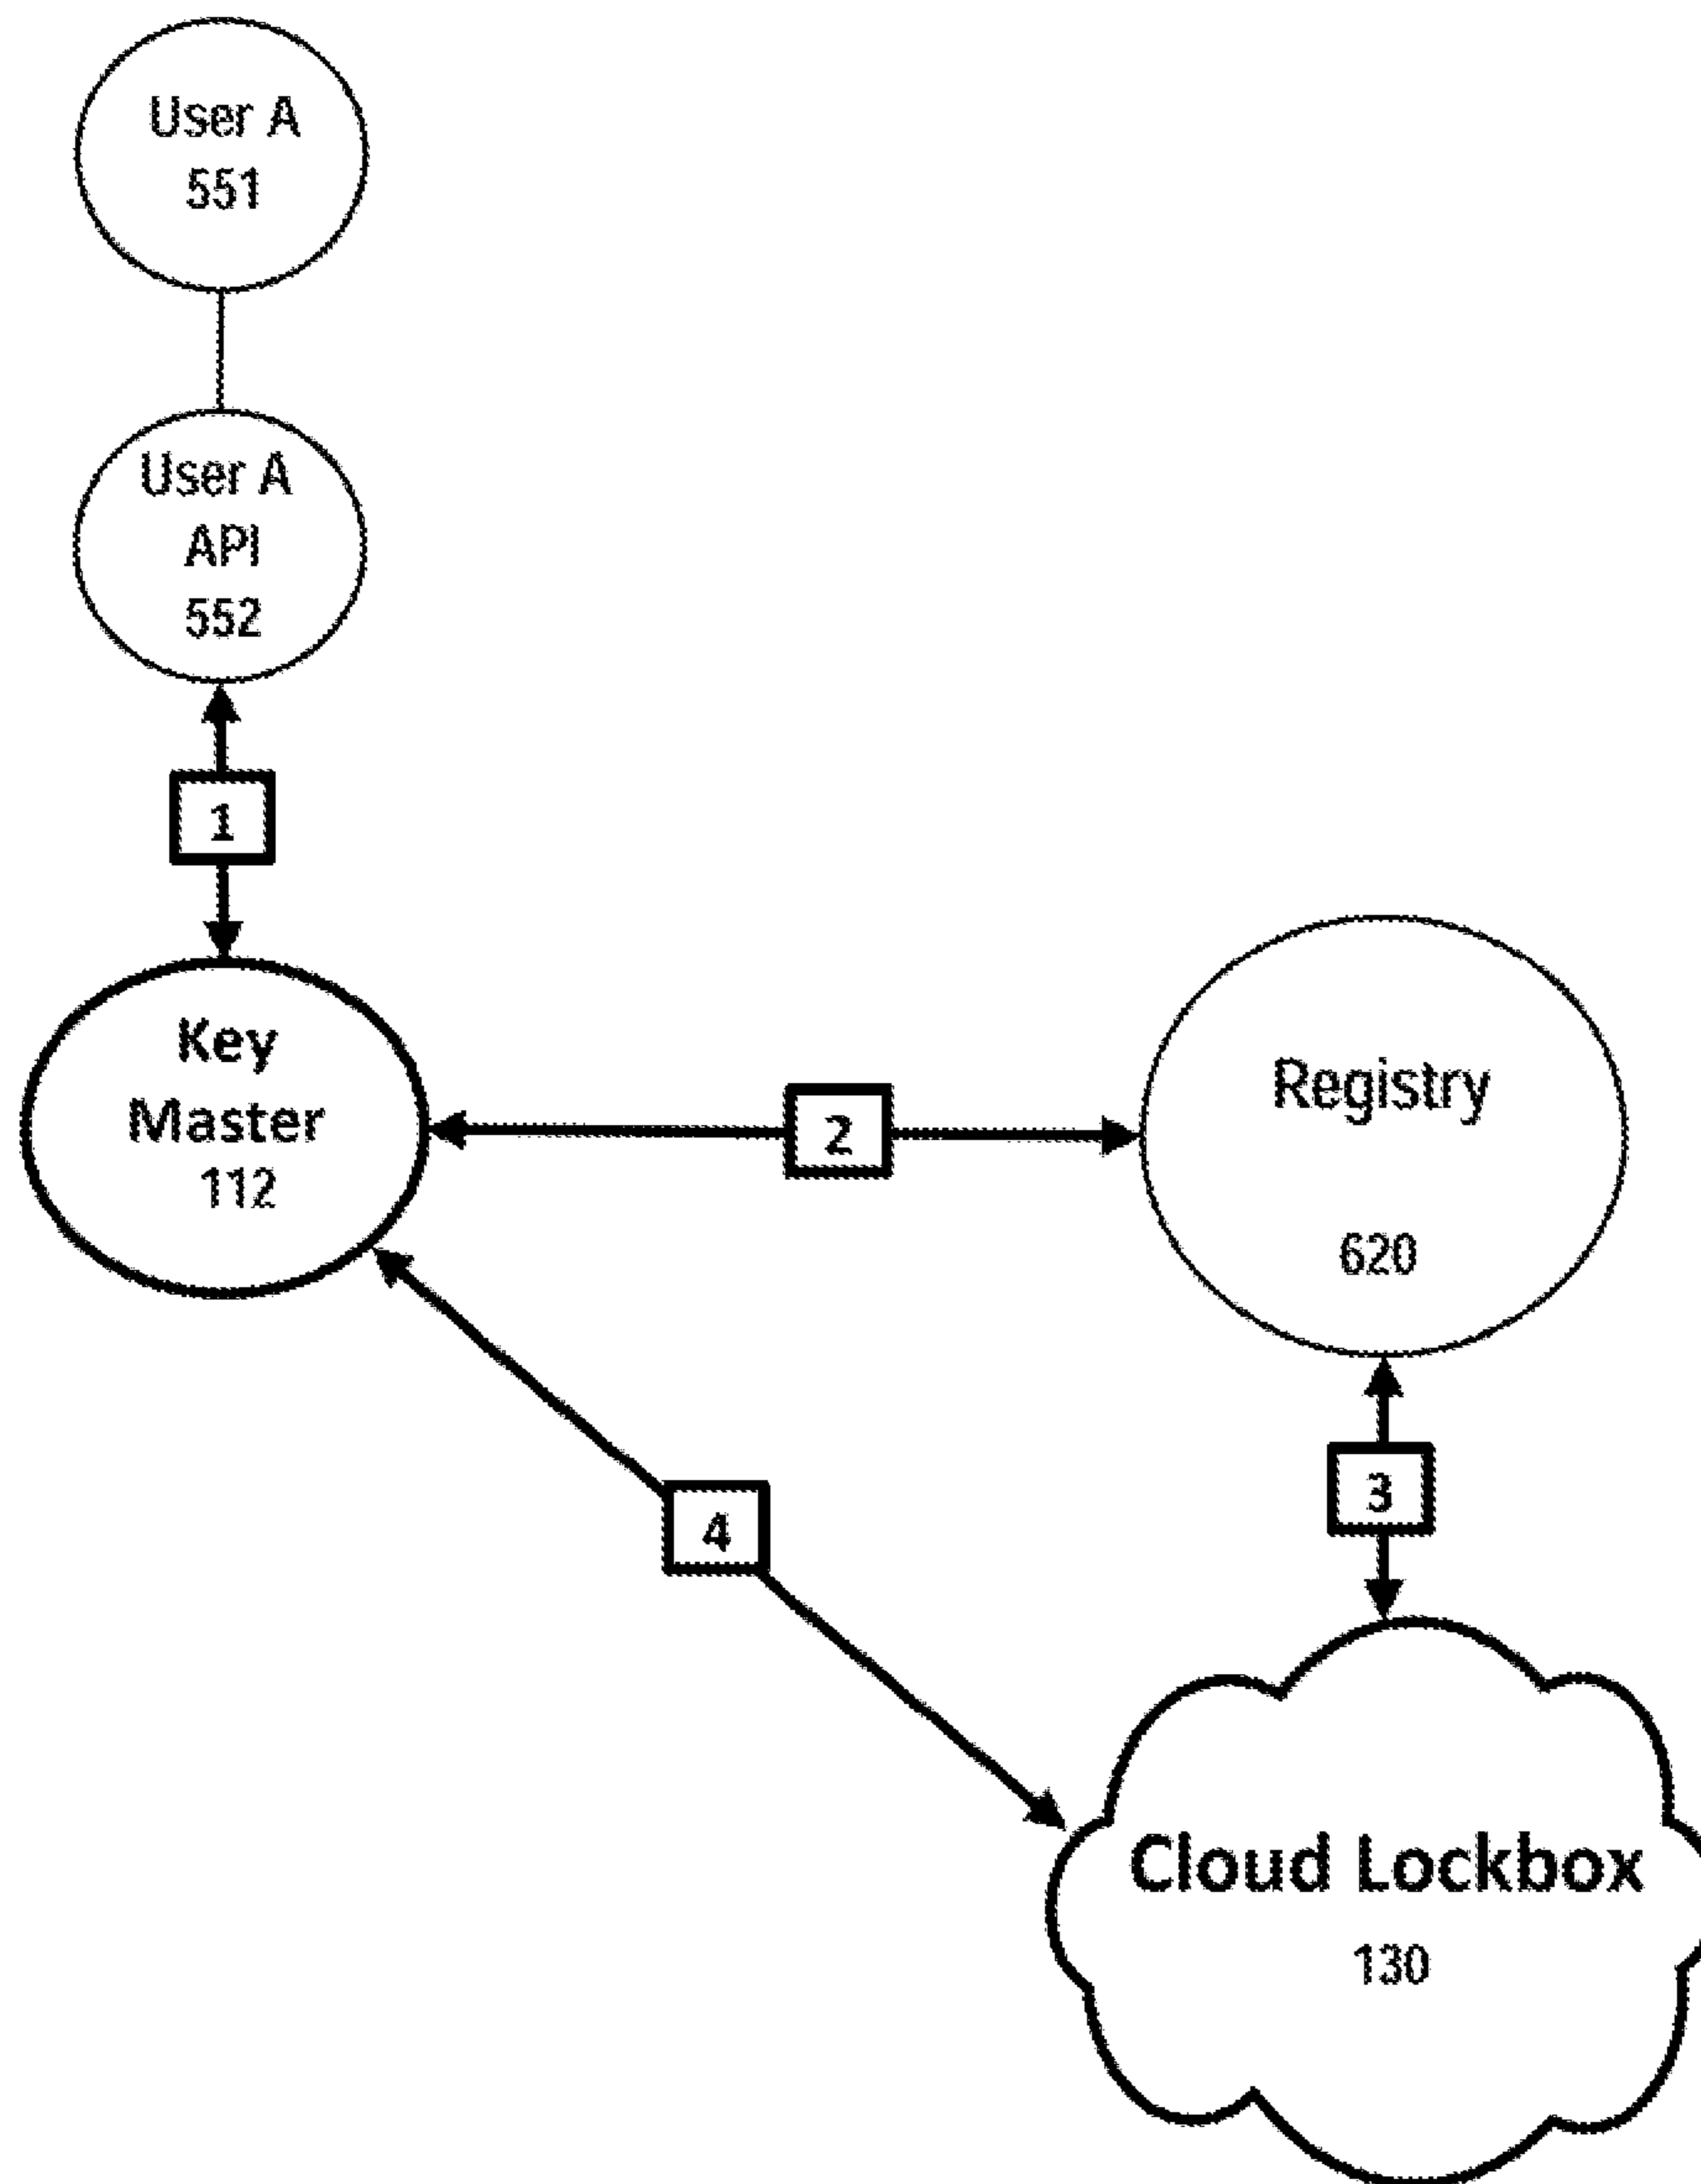 User A
551
User A
API
552
1
Key
Master
112
2
Registry
620
3
4
Cloud Lockbox
130